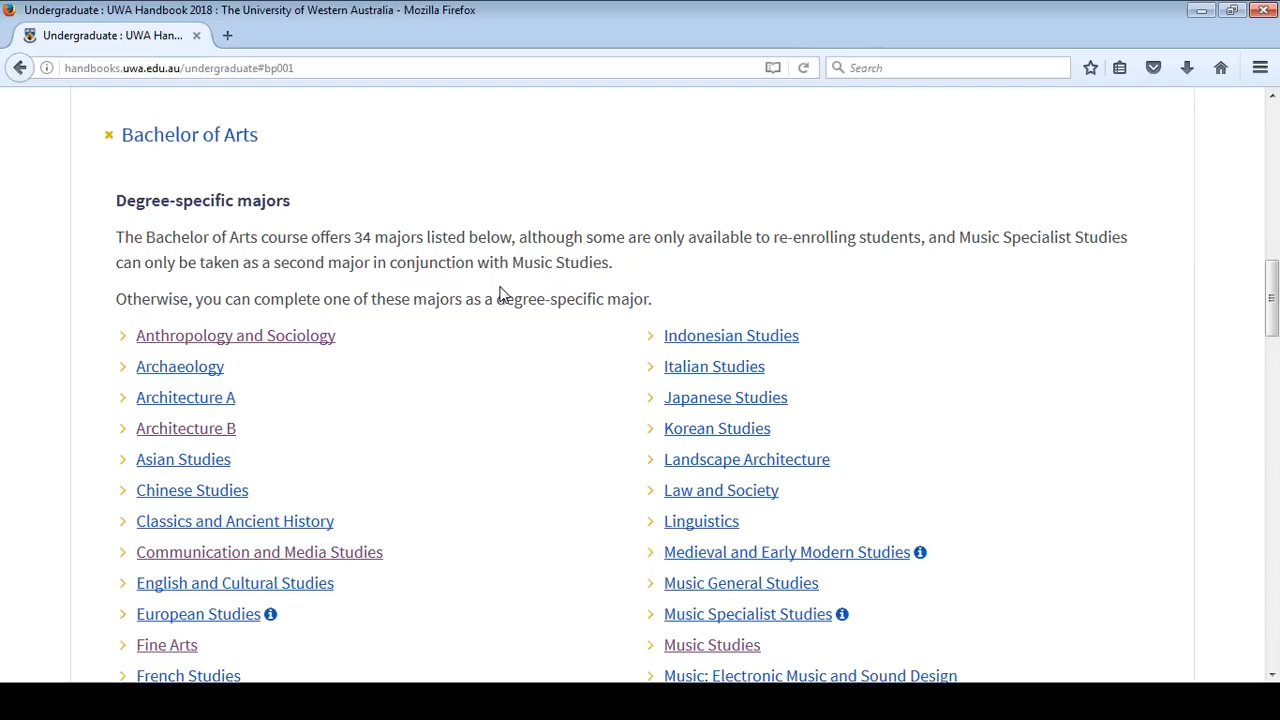 Undergraduate : UWA Handbook 2018 : The University of Western Australia - Mozilla Firefox
Undergraduate : UWA Han...
handbooks.uwa.edu.au/undergraduate#bp001
Search
Bachelor of Arts
Degree-specific majors
The Bachelor of Arts course offers 34 majors listed below, although some are only available to re-enrolling students, and Music Specialist Studies
can only be taken as a second major in conjunction with Music Studies.
Otherwise, you can complete one of these majors as a degree-specific major.
Anthropology and Sociology
Archaeology
Architecture A
Architecture B
Asian Studies
Chinese Studies
Classics and Ancient History
Communication and Media Studies
English and Cultural Studies
European Studies
Fine Arts
French Studies
Indonesian Studies
Italian Studies
Japanese Studies
Korean Studies
Landscape Architecture
Law and Society
Linguistics
Medieval and Early Modern Studies
Music General Studies
Music Specialist Studies
Music Studies
Music: Electronic Music and Sound Design